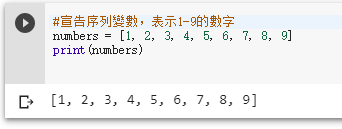 #宣告序列變數，表示1-9的數字
numbers = [1, 2, 3, 4, 5, 6, 7, 8, 9]
print(numbers)
[1, 2, 3, 4, 5, 6, 7, 8, 9]